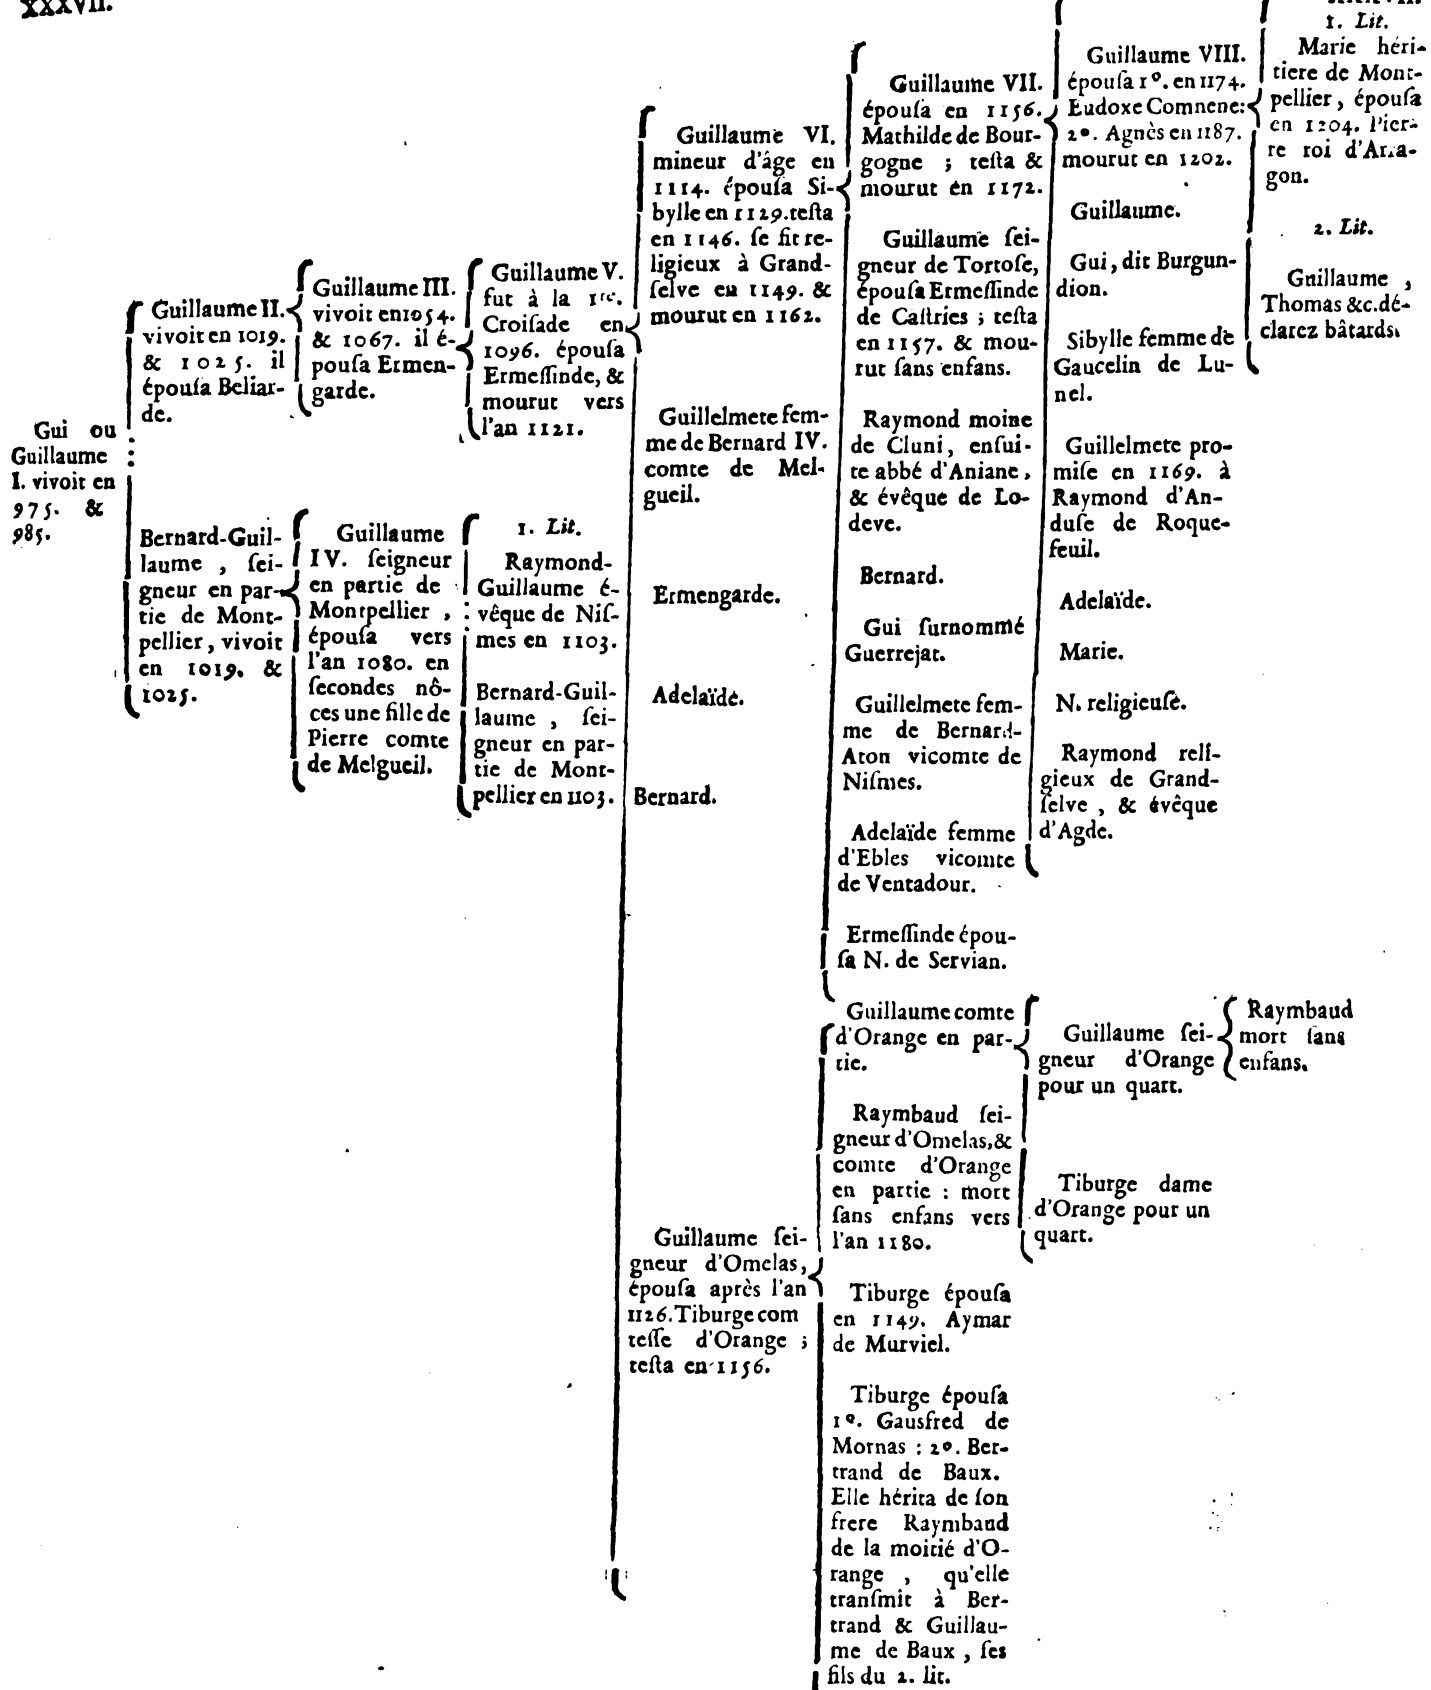 XXXVII.
Gui ou
Guillaume
I. vivoit en
975. &
985.
Guillaume II.
vivoit en 1019.
& 1025. il
épouſa Beliar-
de.
Bernard-Guil-
laume, ſei-
gneur en par-
tie de Mont-
pellier, vivoit
en 1019. &
1025.
Guillaume III.
vivoit en 1054.
& 1067. il é-
pouſa Ermen-
garde.
Guillaume
IV. ſeigneur
en partie de
Montpellier,
épouſa vers
l'an 1080. en
ſecondes nô-
ces une fille de
Pierre comte
de Melgueil.
Guillaume V.
fut à la 1re.
Croiſade en
1096. épouſa
Ermeſſinde, &
mourut vers
l'an 1121.
1. Lit.
Raymond-
Guillaume é-
vêque de Niſ-
mes en 1103.
Bernard-Guil-
laume, ſei-
gneur en par-
tie de Mont-
pellier en 1103.
Guillaume VI.
mineur d'âge en
1114. épouſa Si-
bylle en 1129. teſta
en 1146. ſe fit re-
ligieux à Grand-
ſelve en 1149. &
mourut en 1162.
Guillelmete fem-
me de Bernard IV.
comte de Mel-
gueil.
Ermengarde.
Adelaïde.
Bernard.
Guillaume ſei-
gneur d'Omelas,
épouſa après l'an
1126. Tiburge com
teſſe d'Orange;
teſta en 1156.
Guillaume VII.
épouſa en 1156.
Mathilde de Bour-
gogne; teſta &
mourut en 1172.
Guillaume ſei-
gneur de Tortoſe,
épouſa Ermeſſinde
de Caſtries; teſta
en 1157. & mou-
rut ſans enfans.
Raymond moine
de Cluni, enſui-
te abbé d'Aniane,
& évêque de Lo-
deve.
Bernard.
Gui ſurnommé
Guerrejat.
Guillelmete fem-
me de Bernard-
Aton vicomte de
Niſmes.
Adelaïde femme
d'Ebles vicomte
de Ventadour.
Ermeſſinde épou-
ſa N. de Servian.
Guillaume comte
d'Orange en par-
tie.
Raymbaud ſei-
gneur d'Omelas, &
comte d'Orange
en partie : mort
ſans enfans vers
l'an 1180.
Tiburge épouſa
en 1149. Aymar
de Murviel.
Tiburge épouſa
1º. Gausfred de
Mornas : 2º. Ber-
trand de Baux.
Elle hérita de ſon
frere Raymbaud
de la moitié d'O-
range, qu'elle
tranſmit à Ber-
trand & Guillau-
me de Baux, ſes
fils du 2. lit.
Guillaume VIII.
épouſa 1º. en 1174.
Eudoxe Comnene:
2º. Agnès en 1187.
mourut en 1202.
Guillaume.
Gui, dit Burgun-
dion.
Sibylle femme de
Gaucelin de Lu-
nel.
Guillelmete pro-
miſe en 1169. à
Raymond d'An-
duſe de Roque-
feuil.
Adelaïde.
Marie.
N. religieuſe.
Raymond reli-
gieux de Grand-
ſelve, & évêque
d'Agde.
Guillaume ſei-
gneur d'Orange
pour un quart.
Tiburge dame
d'Orange pour un
quart.
1. Lit.
Marie héri-
tiere de Mont-
pellier, épouſa
en 1204. Pier-
re roi d'Arra-
gon.
2. Lit.
Guillaume,
Thomas &c. dé-
clarez bâtards.
Raymbaud
mort ſans
enfans.